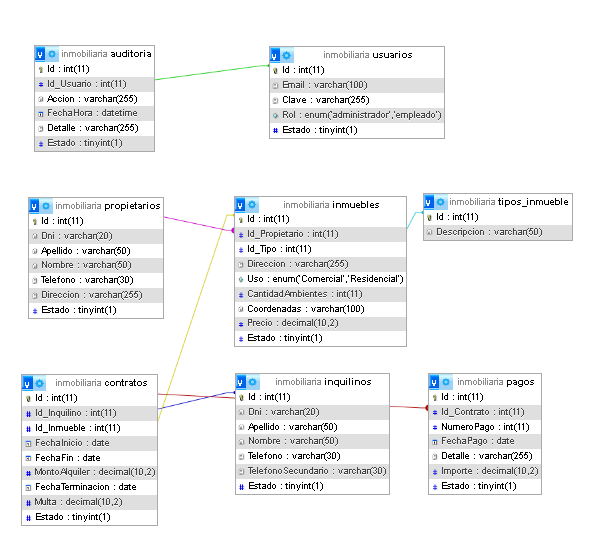 inmobiliaria auditoria
Id : int(11)
Id_Usuario : int(11)
Accion : varchar(255)
FechaHora : datetime
Detalle : varchar(255)
Estado : tinyint(1)
inmobiliaria usuarios
Id : int(11)
Email : varchar(100)
Clave : varchar(255)
Rol : enum('administrador','empleado')
Estado : tinyint(1)
inmobiliaria propietarios
Id : int(11)
Dni : varchar(20)
Apellido : varchar(50)
Nombre : varchar(50)
Telefono : varchar(30)
Direccion : varchar(255)
Estado : tinyint(1)
inmobiliaria inmuebles
Id : int(11)
Id_Propietario : int(11)
Id_Tipo : int(11)
Direccion : varchar(255)
Uso : enum('Comercial','Residencial')
CantidadAmbientes : int(11)
Coordenadas : varchar(100)
Precio : decimal(10,2)
Estado : tinyint(1)
inmobiliaria tipos_inmueble
Id : int(11)
Descripcion : varchar(50)
inmobiliaria contratos
Id : int(11)
Id_Inquilino : int(11)
Id_Inmueble : int(11)
FechaInicio : date
FechaFin : date
MontoAlquiler : decimal(10,2)
FechaTerminacion : date
Multa : decimal(10,2)
Estado : tinyint(1)
inmobiliaria inquilinos
Id : int(11)
Dni : varchar(20)
Apellido : varchar(50)
Nombre : varchar(50)
Telefono : varchar(30)
TelefonoSecundario : varchar(30)
Estado : tinyint(1)
inmobiliaria pagos
Id : int(11)
Id_Contrato : int(11)
NumeroPago : int(11)
FechaPago : date
Detalle : varchar(255)
Importe : decimal(10,2)
Estado : tinyint(1)